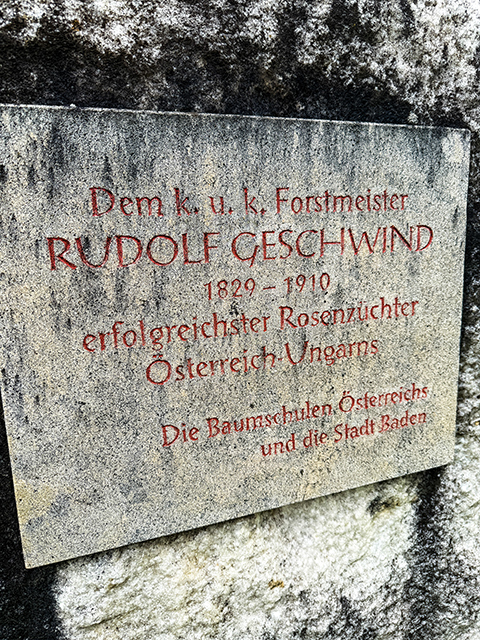 Dem k. u. k. Forstmeister
RUDOLF GESCHWIND
1829 – 1910
erfolgreichster Rosenzüchter
Österreich-Ungarns
Die Baumschulen Österreichs
und die Stadt Baden